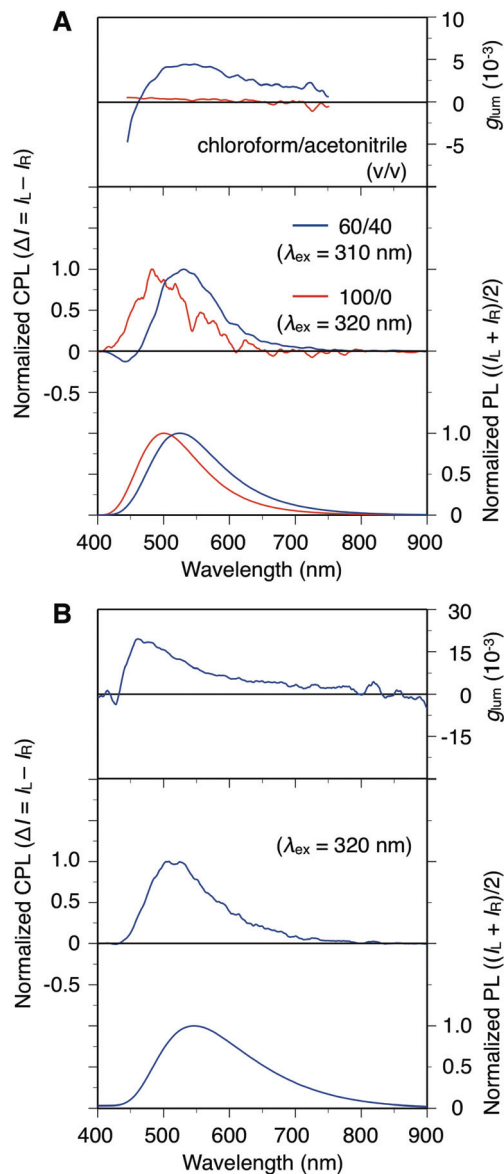 A
10
5
0
-5
g_lum (10⁻³)
chloroform/acetonitrile
(v/v)
60/40
(λ_ex = 310 nm)
100/0
(λ_ex = 320 nm)
Normalized CPL (ΔI = I_L – I_R)
1.0
0.5
0
-0.5
Normalized PL ((I_L + I_R)/2)
1.0
0.5
0
400 500 600 700 800 900
Wavelength (nm)
B
30
15
0
-15
g_lum (10⁻³)
(λ_ex = 320 nm)
Normalized CPL (ΔI = I_L – I_R)
1.0
0.5
0
-0.5
Normalized PL ((I_L + I_R)/2)
1.0
0.5
0
400 500 600 700 800 900
Wavelength (nm)